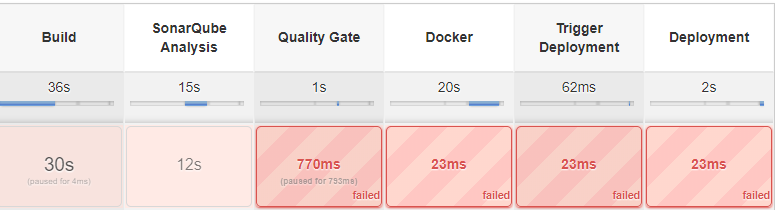 Build
SonarQube
Analysis
Quality Gate
Docker
Trigger
Deployment
Deployment
36s
15s
1s
20s
62ms
2s
30s
(paused for 4ms)
12s
770ms
(paused for 793ms)
failed
23ms
failed
23ms
failed
23ms
failed